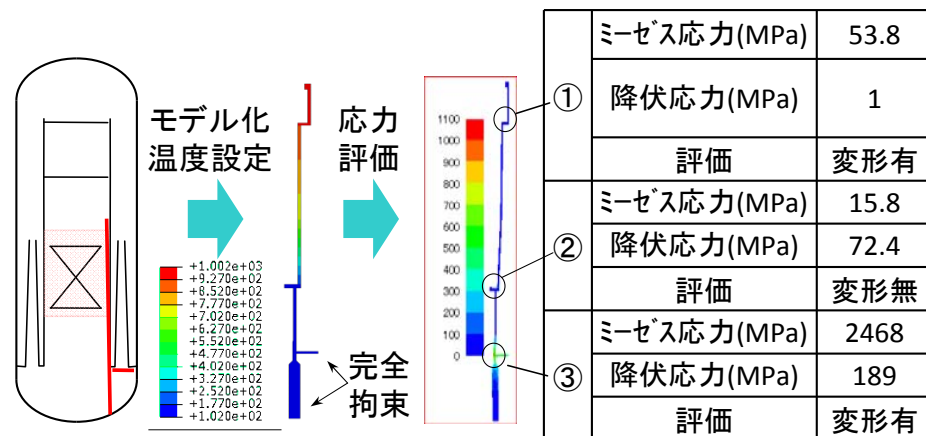 モデル化
温度設定
応力
評価
+1.002e+03
+9.270e+02
+8.520e+02
+7.770e+02
+7.020e+02
+6.270e+02
+5.520e+02
+4.770e+02
+4.020e+02
+3.270e+02
+2.520e+02
+1.770e+02
+1.020e+02
完全
拘束
1100
1000
900
800
700
600
500
400
300
200
100
0
①
ミーゼス応力(MPa) 53.8
降伏応力(MPa) 1
評価 変形有
②
ミーゼス応力(MPa) 15.8
降伏応力(MPa) 72.4
評価 変形無
③
ミーゼス応力(MPa) 2468
降伏応力(MPa) 189
評価 変形有